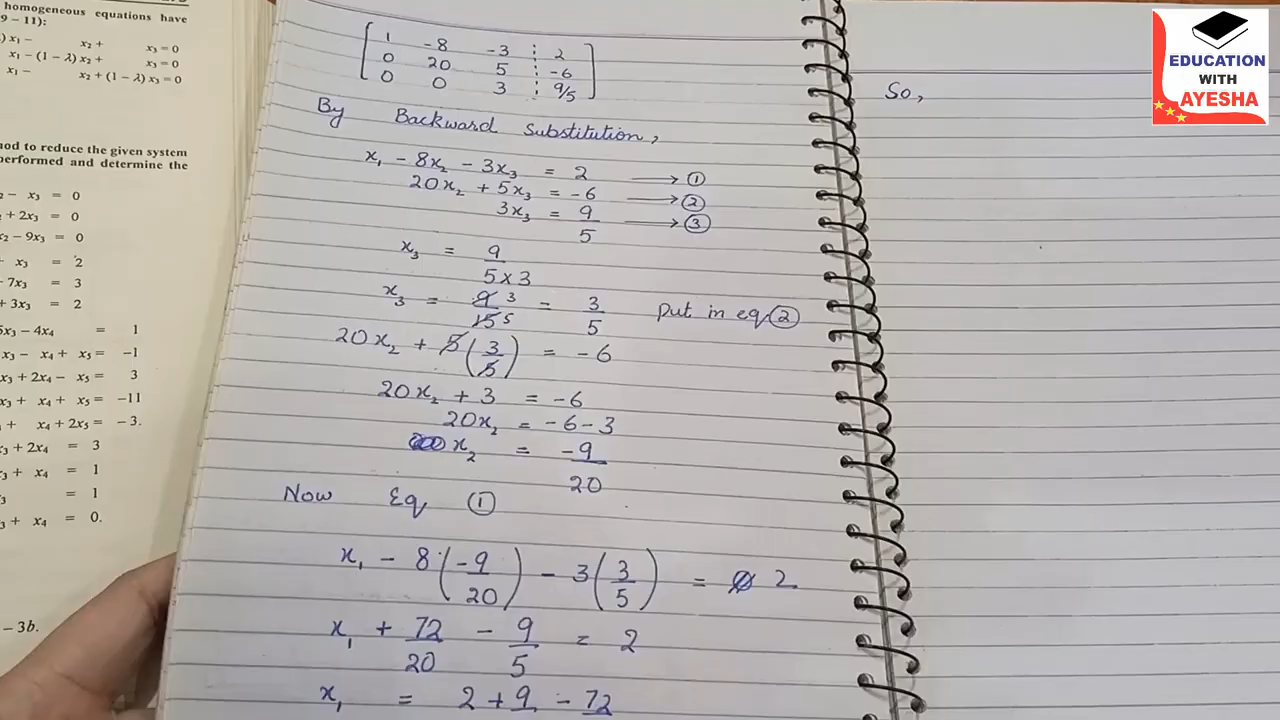 homogeneous equations have
9 – 11):
) x₁ – x₂ + x₃ = 0
x₁ – (1 – λ) x₂ + x₃ = 0
x₁ – x₂ + (1 – λ) x₃ = 0
nod to reduce the given system
performed and determine the
2 – x₃ = 0
+ 2x₃ = 0
x₂ – 9x₃ = 0
+ x₃ = 2
– 7x₃ = 3
+ 3x₃ = 2
5x₃ – 4x₄ = 1
x₃ – x₄ + x₅ = –1
x₃ + 2x₄ – x₅ = 3
x₃ + x₄ + x₅ = –11
+ x₄ + 2x₅ = –3.
x₃ + 2x₄ = 3
x₃ + x₄ = 1
3 = 1
3 + x₄ = 0.
– 3b.
1 -8 -3 : 2
0 20 5 : -6
0 0 3 : 9/5
By Backward Substitution,
x₁ - 8x₂ - 3x₃ = 2 → ①
20x₂ + 5x₃ = -6 → ②
3x₃ = 9/5 → ③
x₃ = 9/5×3
x₃ = 9 3/15 5 = 3/5 Put in eq ②
20x₂ + 5(3/5) = -6
20x₂ + 3 = -6
20x₂ = -6-3
x₂ = -9/20
Now Eq ①
x₁ - 8(-9/20) - 3(3/5) = 2
x₁ + 72/20 - 9/5 = 2
x₁ = 2 + 9 - 72
So,
EDUCATION
WITH
AYESHA